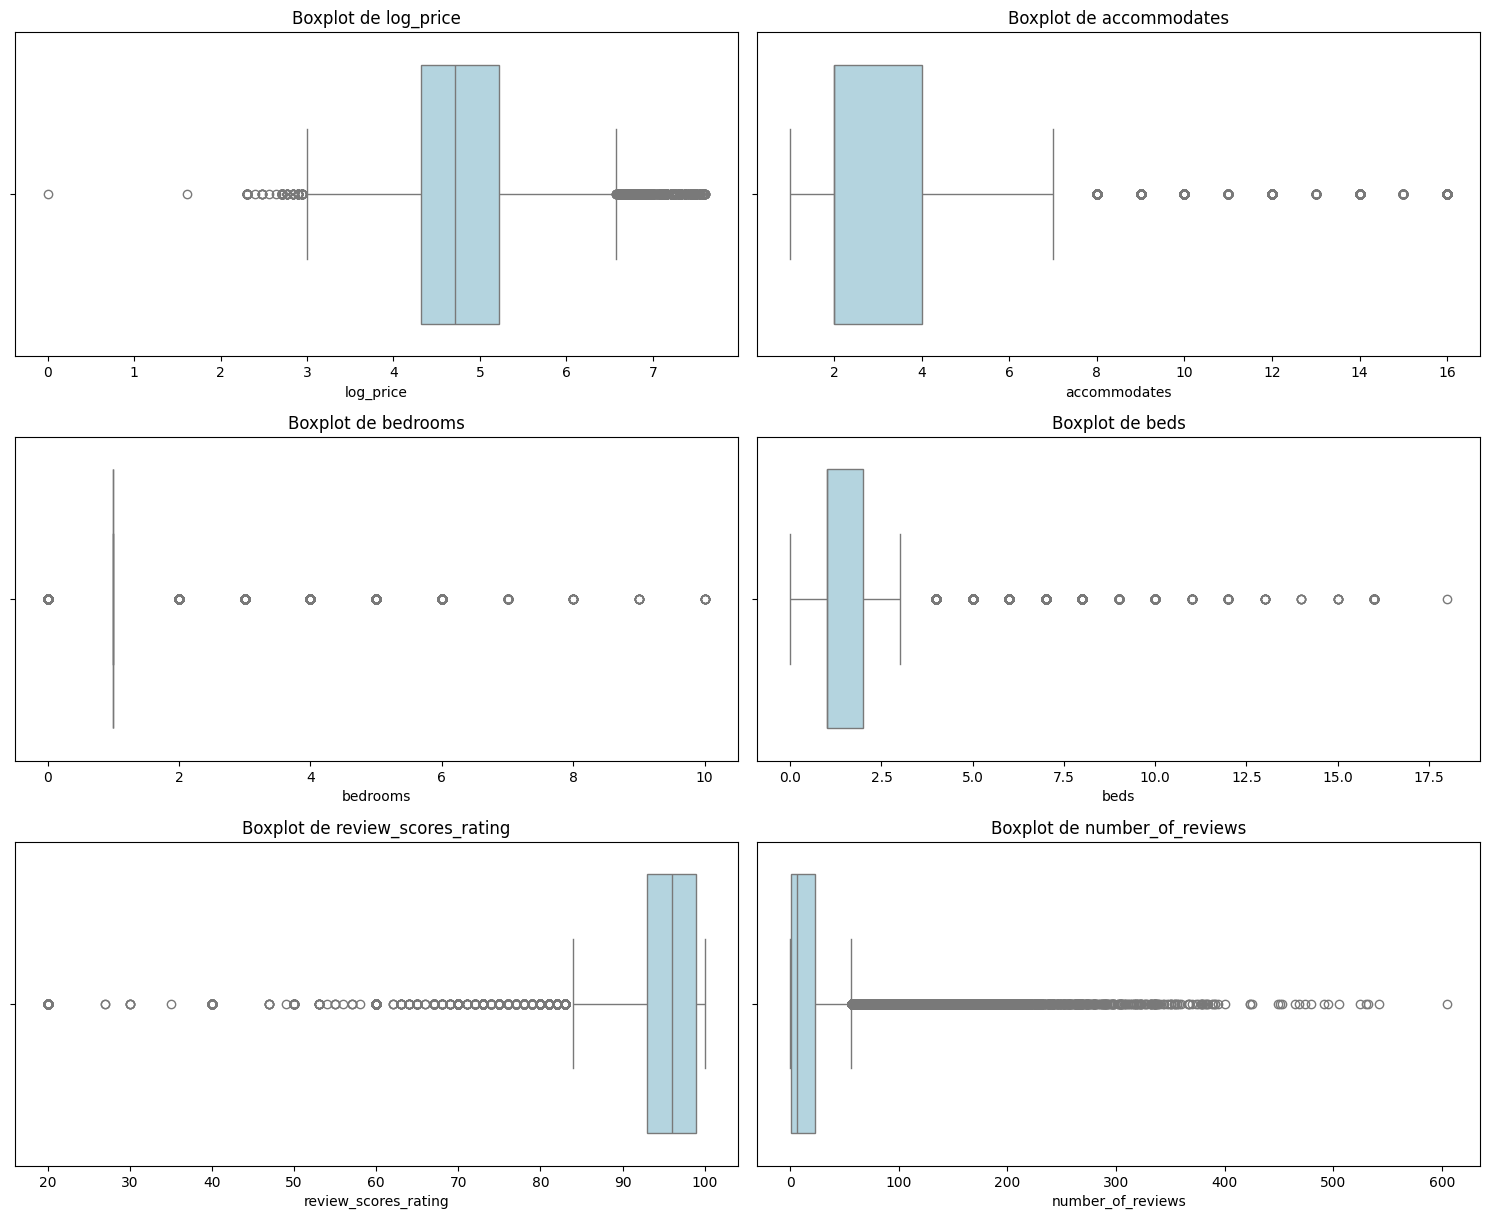 Boxplot de log_price
0 1 2 3 4 5 6 7
log_price
Boxplot de accommodates
2 4 6 8 10 12 14 16
accommodates
Boxplot de bedrooms
0 2 4 6 8 10
bedrooms
Boxplot de beds
0.0 2.5 5.0 7.5 10.0 12.5 15.0 17.5
beds
Boxplot de review_scores_rating
20 30 40 50 60 70 80 90 100
review_scores_rating
Boxplot de number_of_reviews
0 100 200 300 400 500 600
number_of_reviews